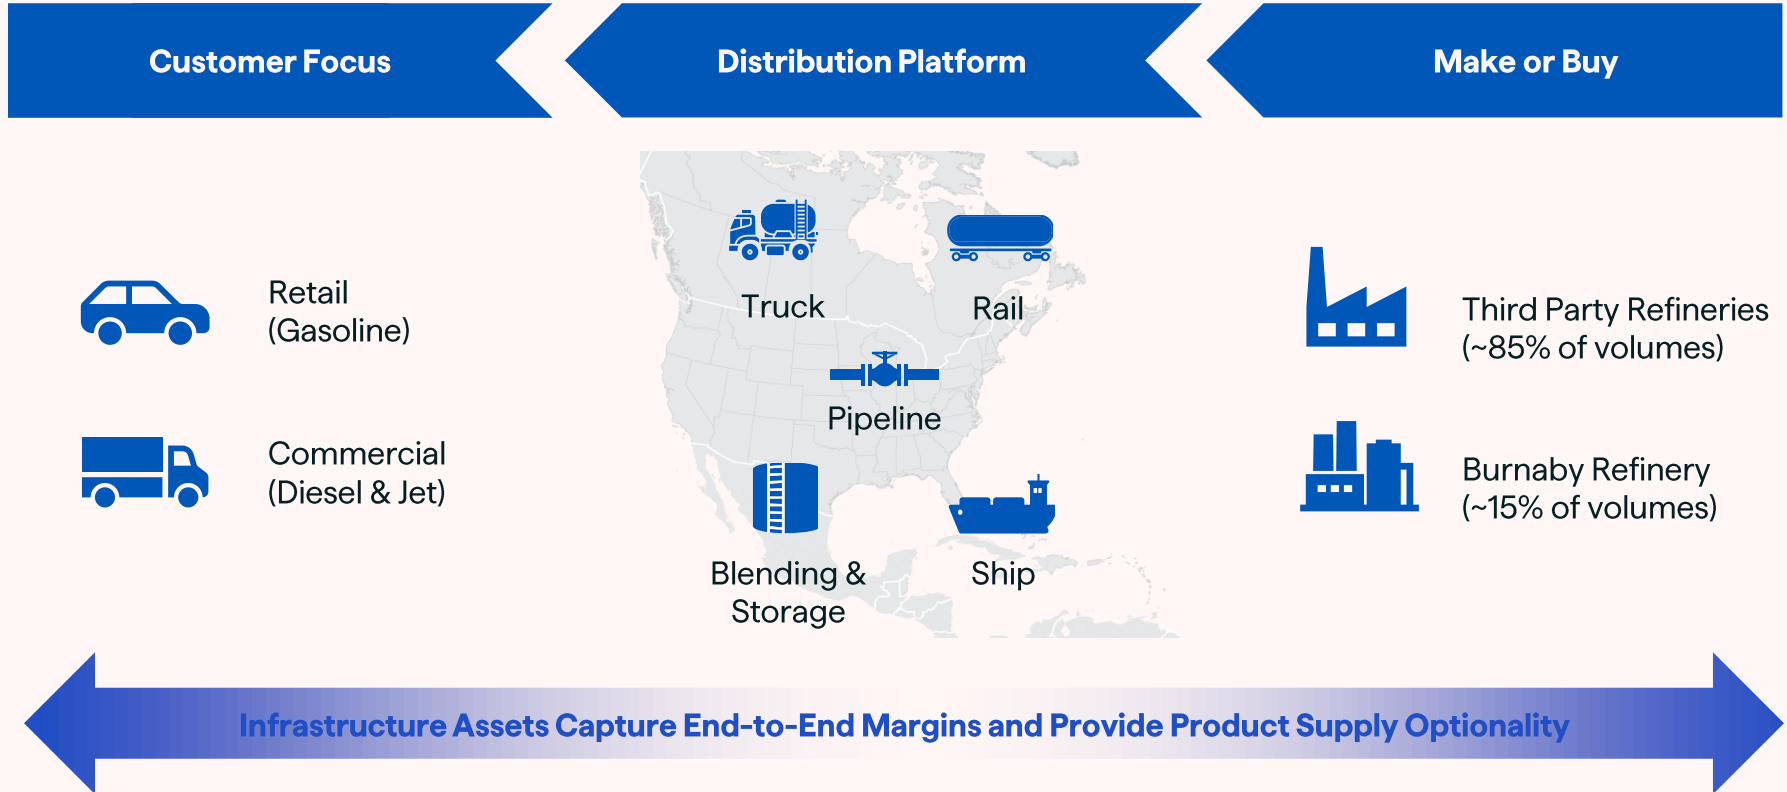 Customer Focus
Distribution Platform
Make or Buy
Retail
(Gasoline)
Commercial
(Diesel & Jet)
Truck
Rail
Pipeline
Blending &
Storage
Ship
Third Party Refineries
(~85% of volumes)
Burnaby Refinery
(~15% of volumes)
Infrastructure Assets Capture End-to-End Margins and Provide Product Supply Optionality